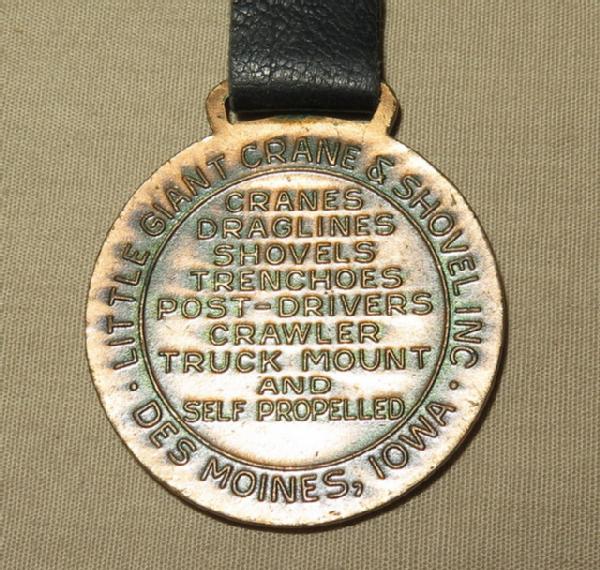 LITTLE GIANT CRANE & SHOVEL INC
CRANES
DRAGLINES
SHOVELS
TRENCHOES
POST-DRIVERS
CRAWLER
TRUCK MOUNT
AND
SELF PROPELLED
· DES MOINES, IOWA ·